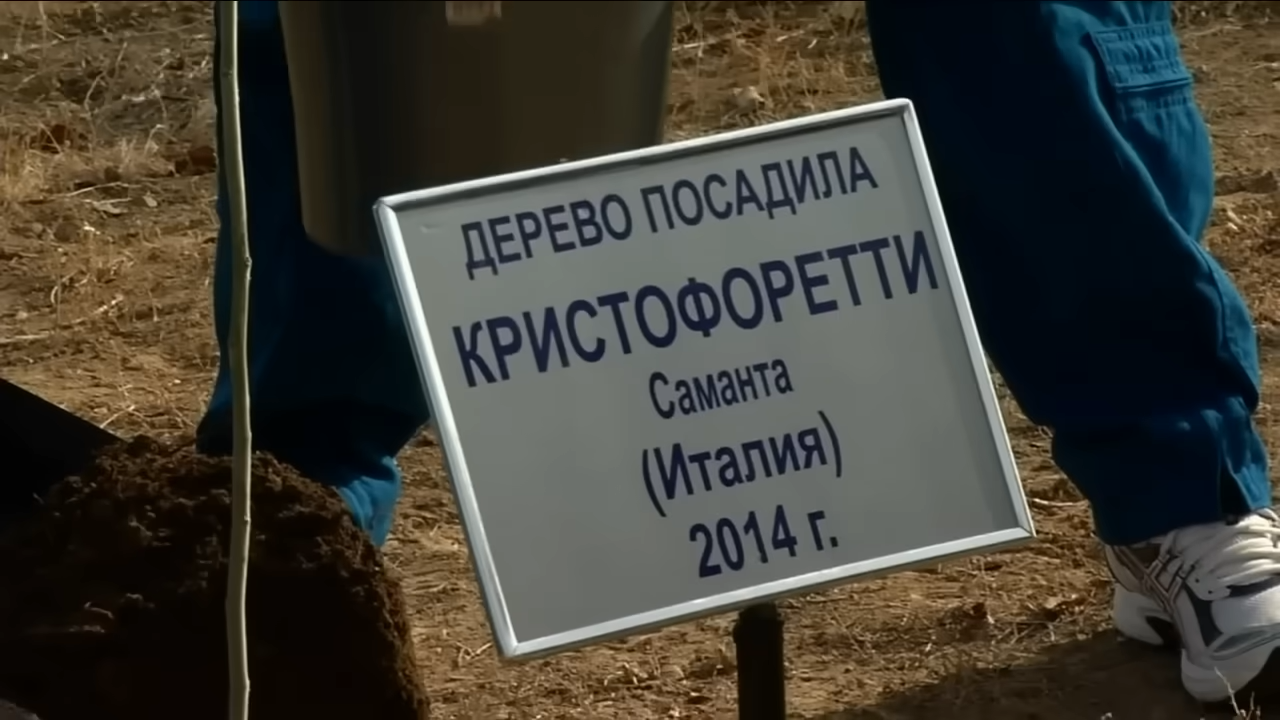 ДЕРЕВО ПОСАДИЛА
КРИСТОФОРЕТТИ
Саманта
(Италия)
2014 г.